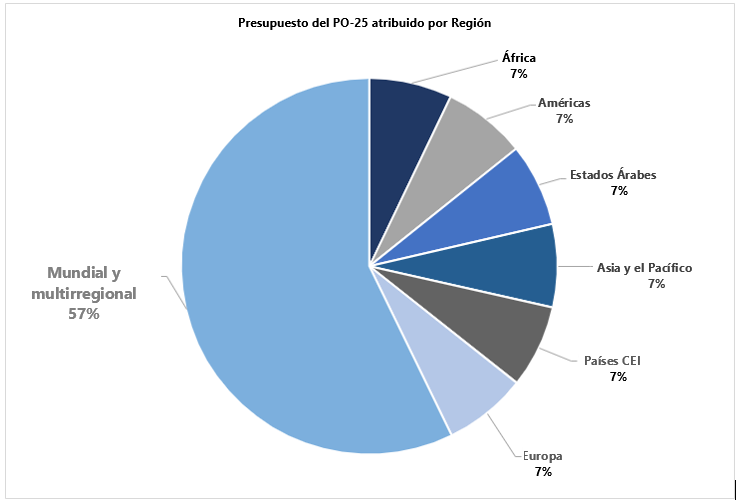 Presupuesto del PO-25 atribuido por Región
África
7%
Américas
7%
Estados Árabes
7%
Asia y el Pacífico
7%
Países CEI
7%
Europa
7%
Mundial y
multirregional
57%